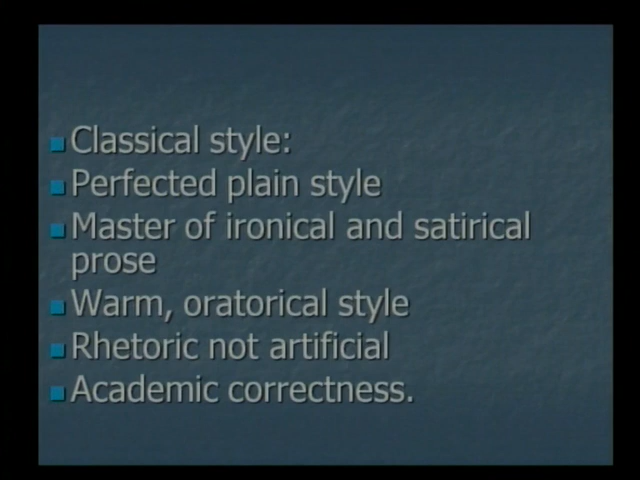 Classical style:
Perfected plain style
Master of ironical and satirical
prose
Warm, oratorical style
Rhetoric not artificial
Academic correctness.